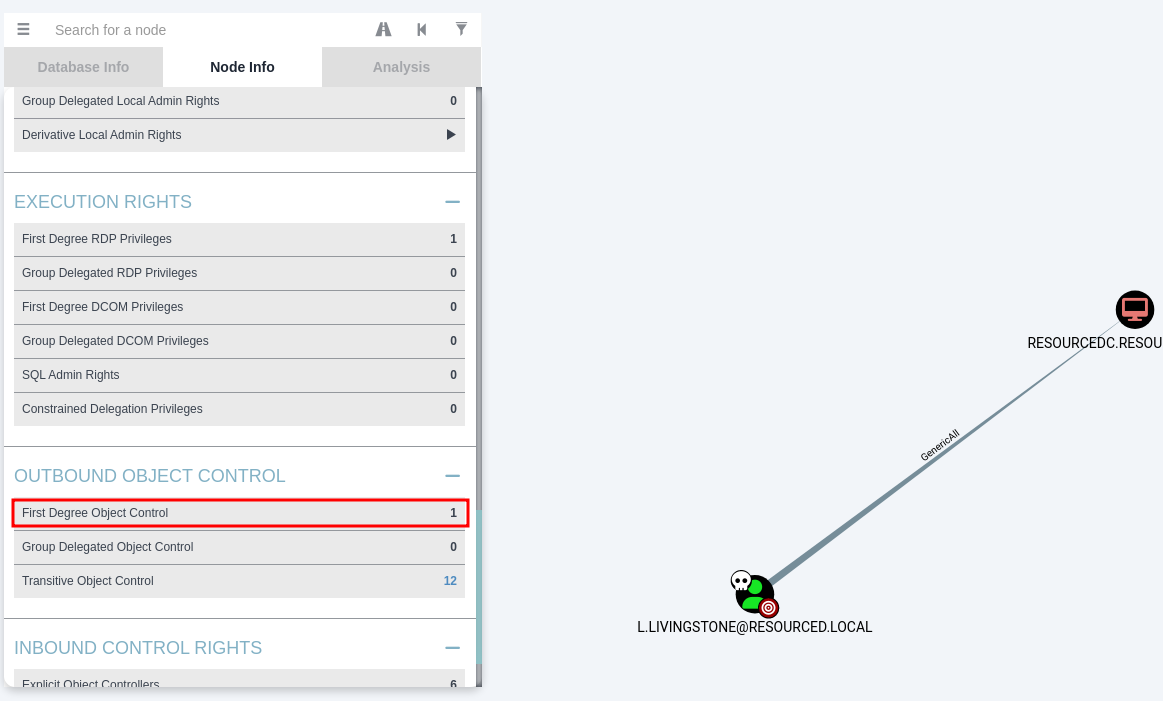 Search for a node
Database Info
Node Info
Analysis
Group Delegated Local Admin Rights 0
Derivative Local Admin Rights
EXECUTION RIGHTS
First Degree RDP Privileges 1
Group Delegated RDP Privileges 0
First Degree DCOM Privileges 0
Group Delegated DCOM Privileges 0
SQL Admin Rights 0
Constrained Delegation Privileges 0
OUTBOUND OBJECT CONTROL
First Degree Object Control 1
Group Delegated Object Control 0
Transitive Object Control 12
INBOUND CONTROL RIGHTS
Explicit Object Controllers 6
RESOURCEDC.RESOU
GenericAll
L.LIVINGSTONE@RESOURCED.LOCAL